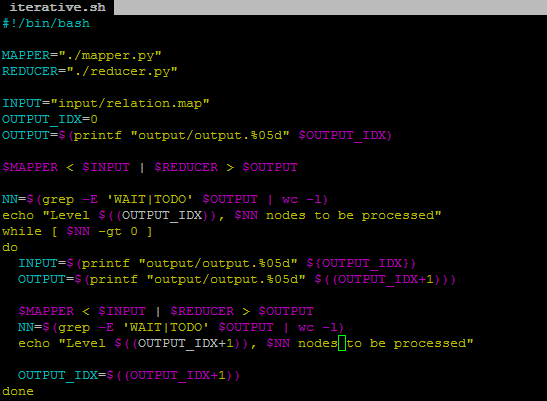 iterative.sh
#!/bin/bash
MAPPER="./mapper.py"
REDUCER="./reducer.py"
INPUT="input/relation.map"
OUTPUT_IDX=0
OUTPUT=$(printf "output/output.%05d" $OUTPUT_IDX)
$MAPPER < $INPUT | $REDUCER > $OUTPUT
NN=$(grep -E 'WAIT|TODO' $OUTPUT | wc -l)
echo "Level $((OUTPUT_IDX)), $NN nodes to be processed"
while [ $NN -gt 0 ]
do
  INPUT=$(printf "output/output.%05d" ${OUTPUT_IDX})
  OUTPUT=$(printf "output/output.%05d" $((OUTPUT_IDX+1)))
  $MAPPER < $INPUT | $REDUCER > $OUTPUT
  NN=$(grep -E 'WAIT|TODO' $OUTPUT | wc -l)
  echo "Level $((OUTPUT_IDX+1)), $NN nodes to be processed"
  OUTPUT_IDX=$((OUTPUT_IDX+1))
done